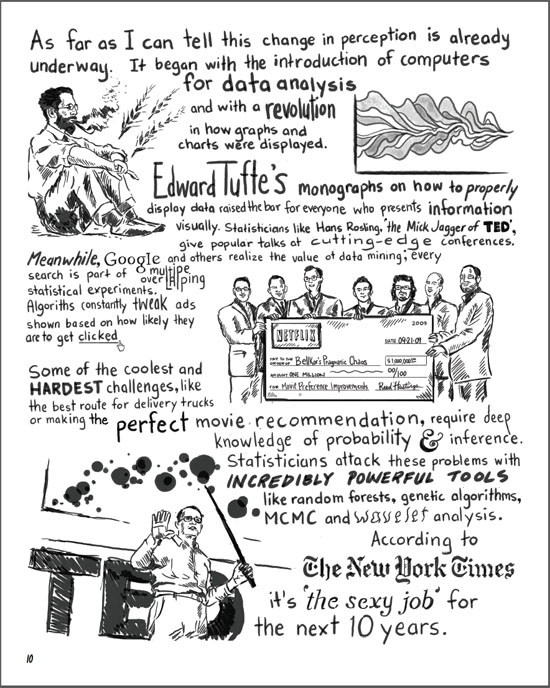 As far as I can tell this change in perception is already
underway. It began with the introduction of computers
for data analysis
and with a revolution
in how graphs and
charts were displayed.
Edward Tufte's monographs on how to properly
display data raised the bar for everyone who presents information
visually. Statisticians like Hans Rosling, 'the Mick Jagger of TED',
give popular talks at cutting-edge conferences.
Meanwhile, Google and others realize the value of data mining; every
search is part of multiple overlapping
statistical experiments.
Algoriths constantly tweak ads
shown based on how likely they
are to get clicked
2009
NETFLIX
DATE 09-21-09
PAY TO THE
ORDER OF BellKor's Pragmatic Chaos $1,000,000.00
AMOUNT ONE MILLION 00/100
FOR Movie Preference Improvements Reed Hastings
Some of the coolest and
HARDEST challenges, like
the best route for delivery trucks
or making the perfect movie recommendation, require deep
knowledge of probability & inference.
Statisticians attack these problems with
INCREDIBLY POWERFUL TOOLS
like random forests, genetic algorithms,
MCMC and wavelet analysis.
According to
The New York Times
it's 'the sexy job' for
the next 10 years.
TED
10